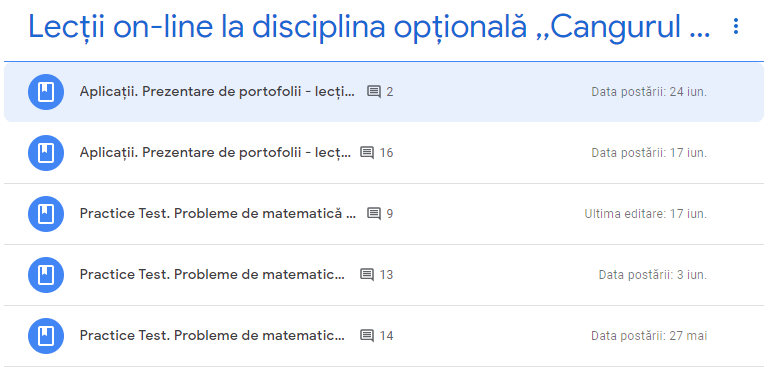 Lecții on-line la disciplina opțională ,,Cangurul ...
Aplicații. Prezentare de portofolii - lecți... 2 Data postării: 24 iun.
Aplicații. Prezentare de portofolii - lecț... 16 Data postării: 17 iun.
Practice Test. Probleme de matematică ... 9 Ultima editare: 17 iun.
Practice Test. Probleme de matematic... 13 Data postării: 3 iun.
Practice Test. Probleme de matematic... 14 Data postării: 27 mai